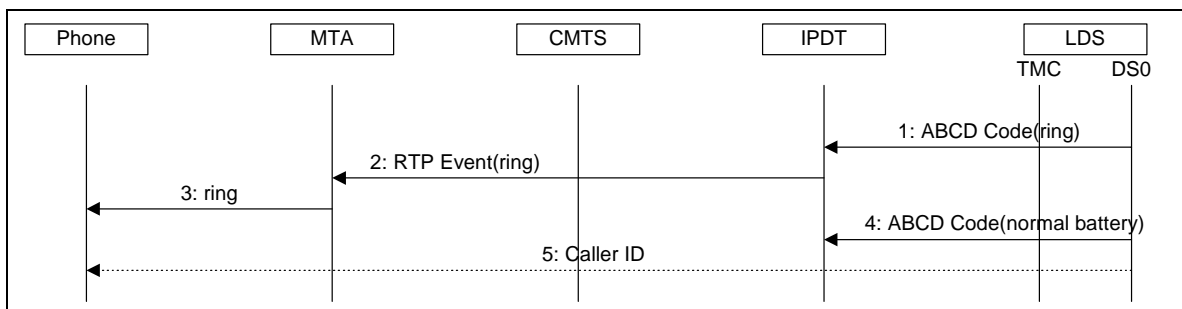 Phone MTA CMTS IPDT LDS
TMC DS0
1: ABCD Code(ring)
2: RTP Event(ring)
3: ring
4: ABCD Code(normal battery)
5: Caller ID